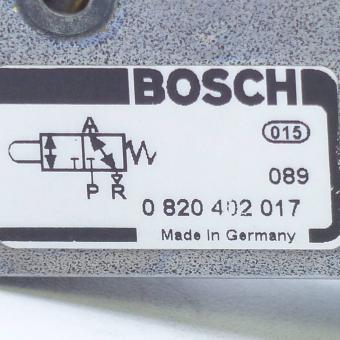 BOSCH
015
A
089
P R
0 820 402 017
Made in Germany